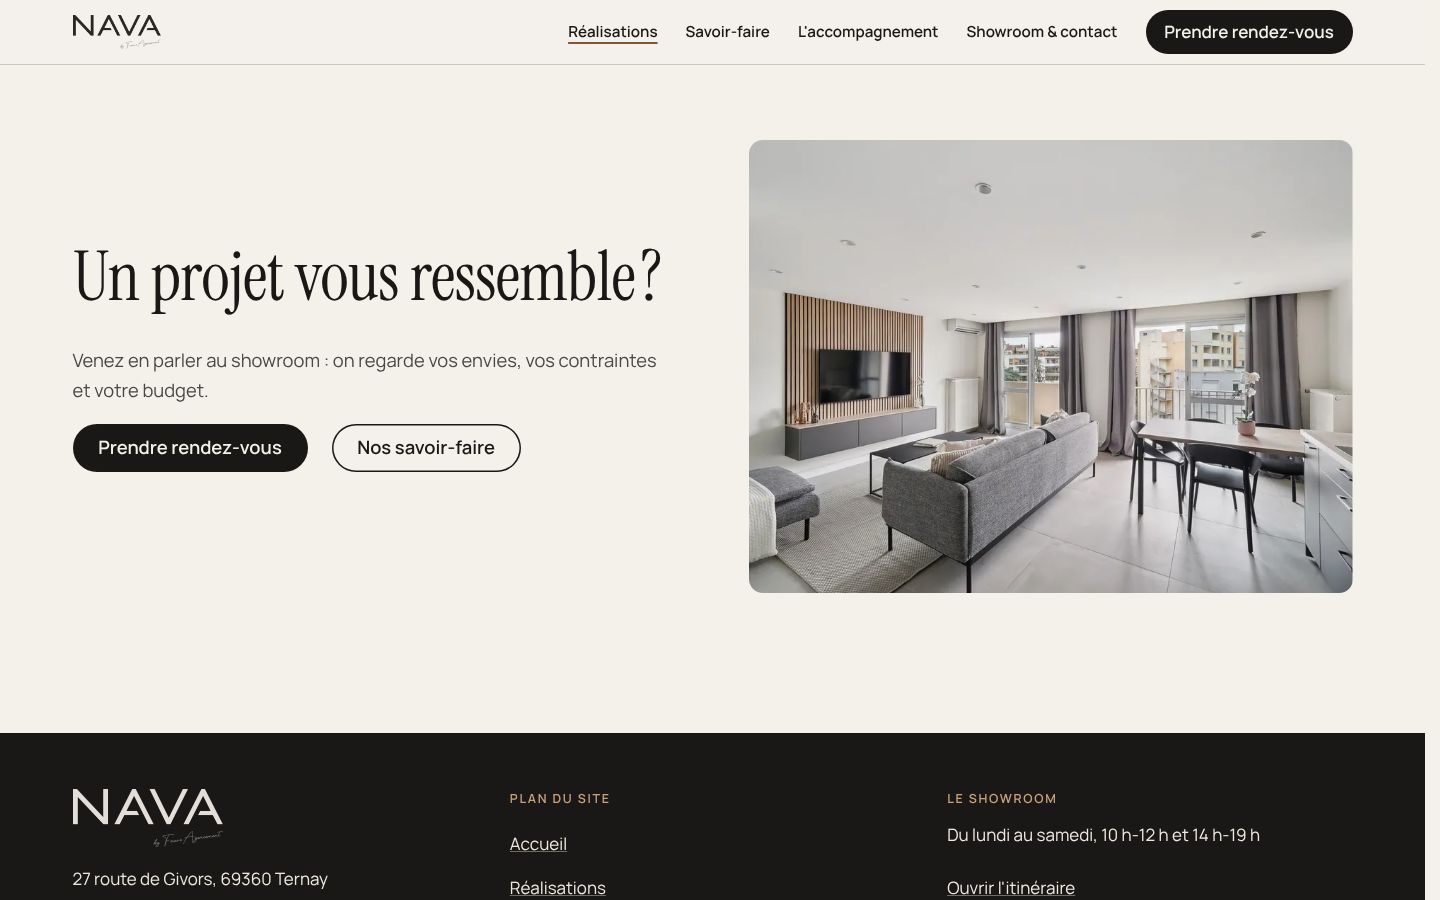 NAVA
Réalisations
Savoir-faire
L'accompagnement
Showroom & contact
Prendre rendez-vous
Un projet vous ressemble ?
Venez en parler au showroom : on regarde vos envies, vos contraintes
et votre budget.
Prendre rendez-vous
Nos savoir-faire
NAVA
27 route de Givors, 69360 Ternay
PLAN DU SITE
Accueil
Réalisations
LE SHOWROOM
Du lundi au samedi, 10 h-12 h et 14 h-19 h
Ouvrir l'itinéraire